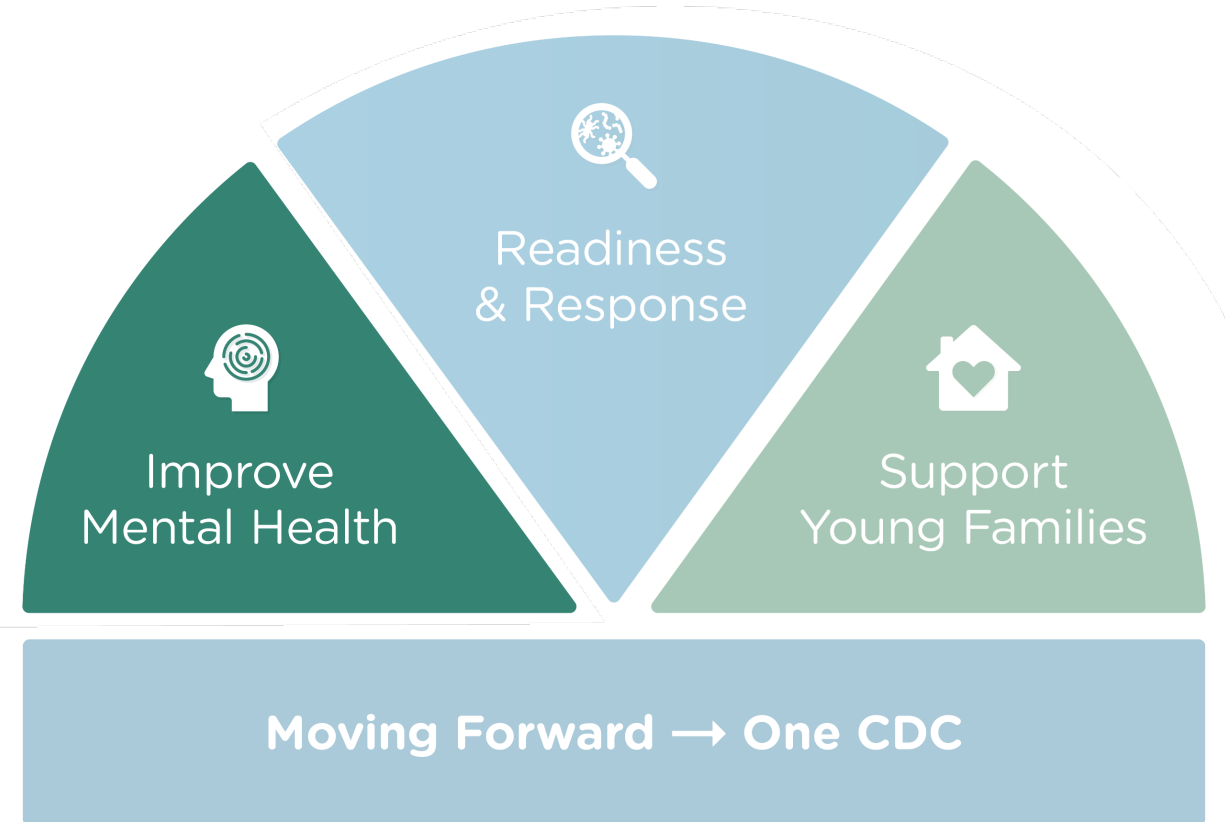 Readiness
& Response
Improve
Mental Health
Support
Young Families
Moving Forward → One CDC